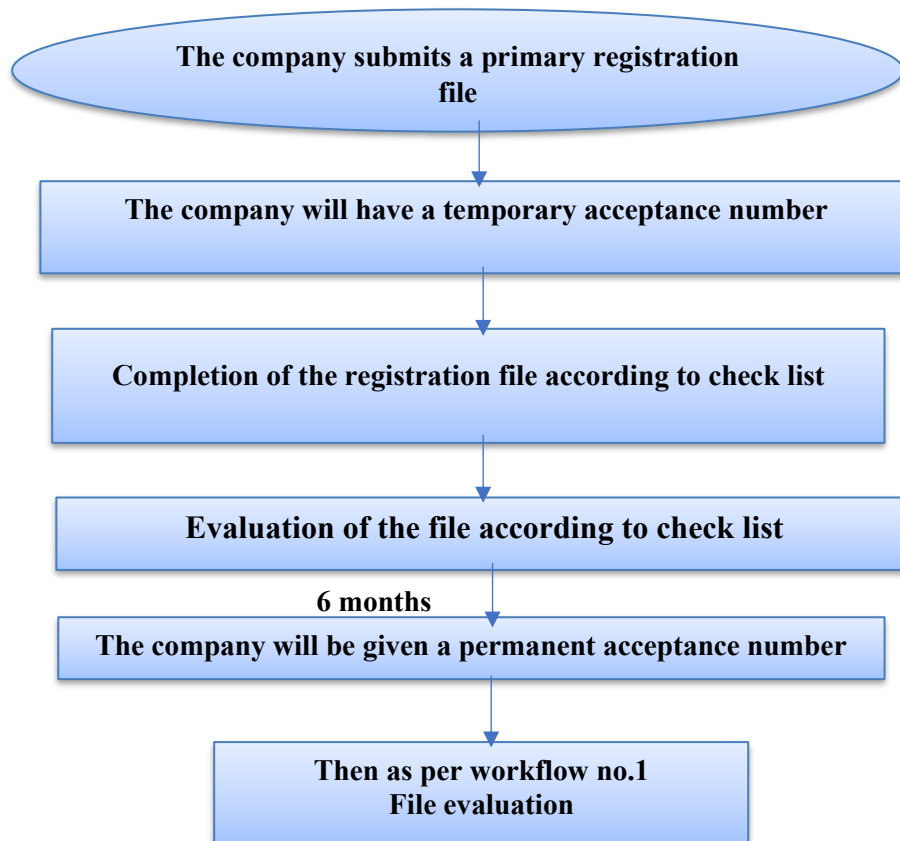 The company submits a primary registration
file
The company will have a temporary acceptance number
Completion of the registration file according to check list
Evaluation of the file according to check list
6 months
The company will be given a permanent acceptance number
Then as per workflow no.1
File evaluation